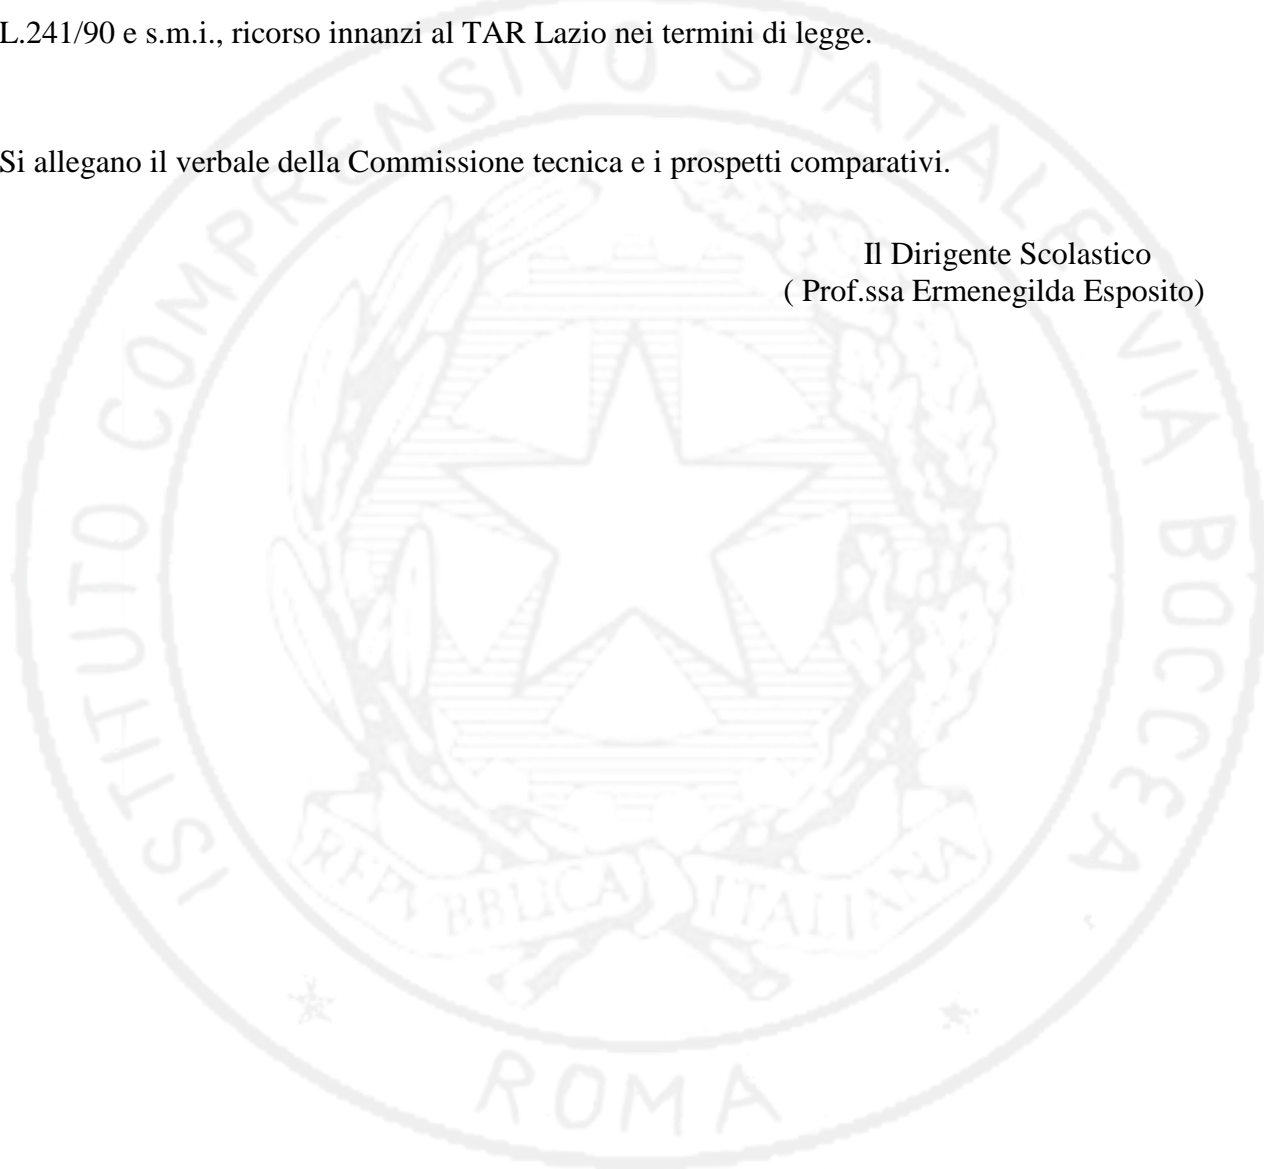 L.241/90 e s.m.i., ricorso innanzi al TAR Lazio nei termini di legge.
Si allegano il verbale della Commissione tecnica e i prospetti comparativi.
Il Dirigente Scolastico
( Prof.ssa Ermenegilda Esposito)
ISTITUTO COMPRENSIVO STATALE VIA BOCCEA
REPVBBLICA ITALIANA
ROMA